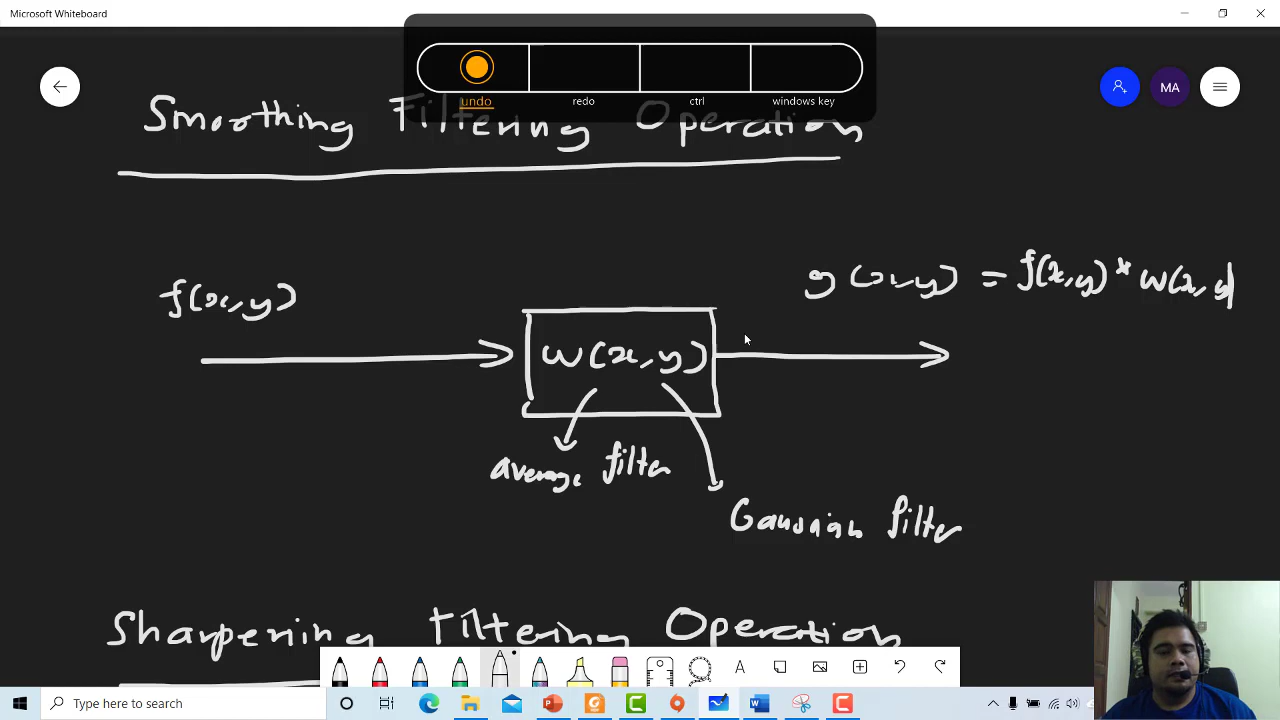 Microsoft Whiteboard
undo
redo
ctrl
windows key
Smoothing Filtering Operation
MA
f(x,y)
g(x,y) = f(x,y) * w(x,y)
w(x,y)
average filter
Gaussian filter
Sharpening Filtering Operation
A
Type here to search